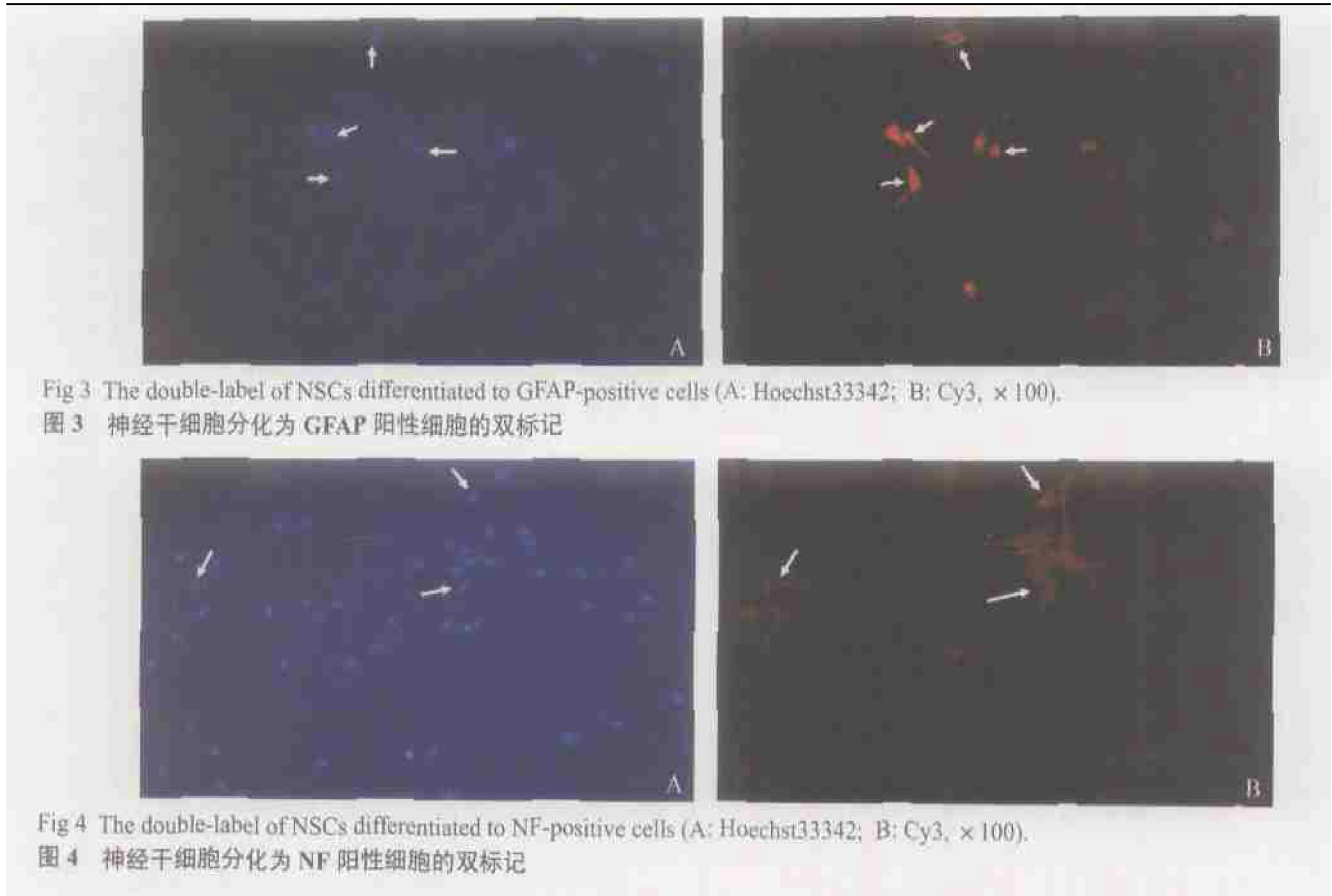 A
B
Fig 3 The double-label of NSCs differentiated to GFAP-positive cells (A: Hoechst33342; B: Cy3, × 100).
图 3 神经干细胞分化为 GFAP 阳性细胞的双标记
A
B
Fig 4 The double-label of NSCs differentiated to NF-positive cells (A: Hoechst33342; B: Cy3, × 100).
图 4 神经干细胞分化为 NF 阳性细胞的双标记